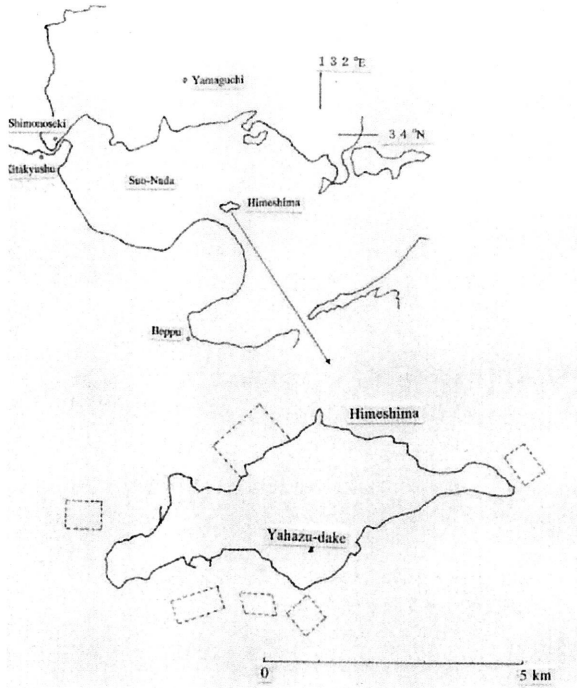 132°E
Yamaguchi
Shimonoseki
34°N
Kitakyushu
Suo-Nada
Himeshima
Beppu
Himeshima
Yahazu-dake
0 5 km